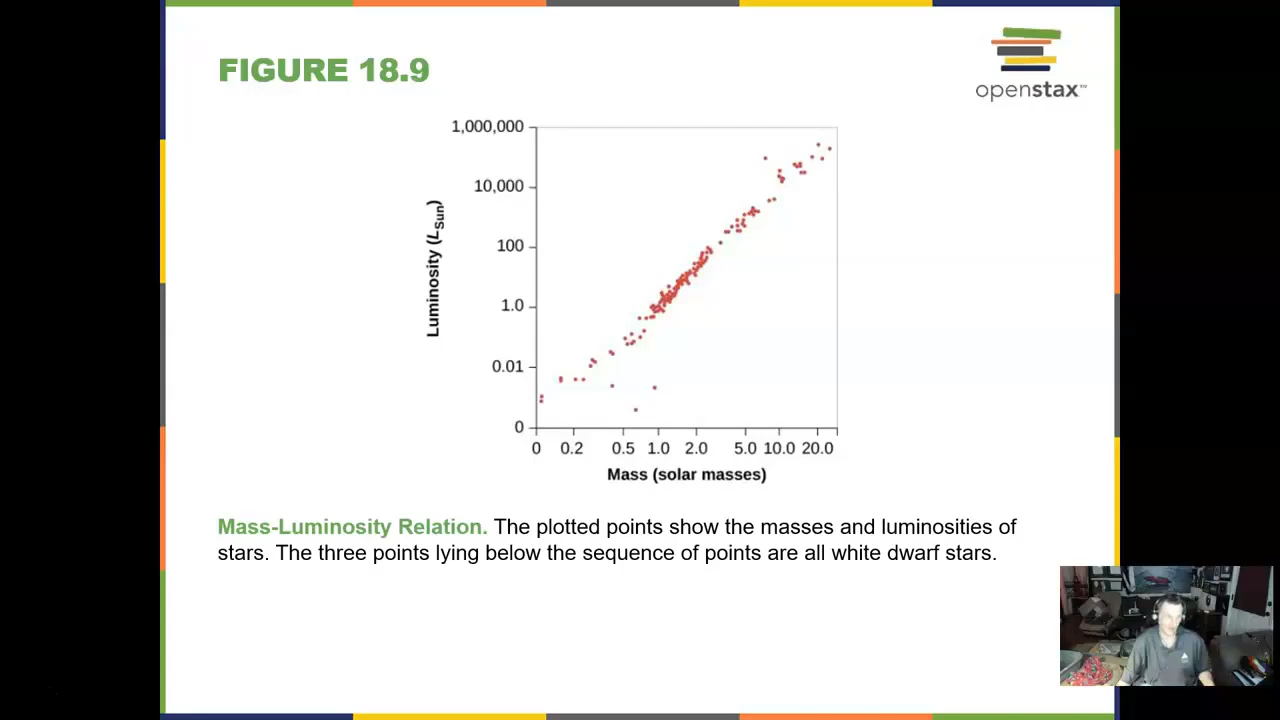 FIGURE 18.9
openstax™
1,000,000
10,000
100
1.0
0.01
0
Luminosity (LSun)
0 0.2 0.5 1.0 2.0 5.0 10.0 20.0
Mass (solar masses)
Mass-Luminosity Relation. The plotted points show the masses and luminosities of
stars. The three points lying below the sequence of points are all white dwarf stars.